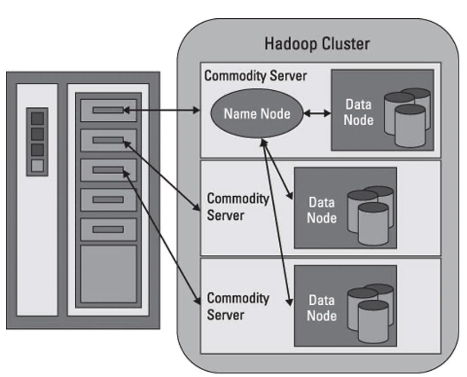 Hadoop Cluster
Commodity Server
Name Node
Data
Node
Commodity
Server
Data
Node
Commodity
Server
Data
Node